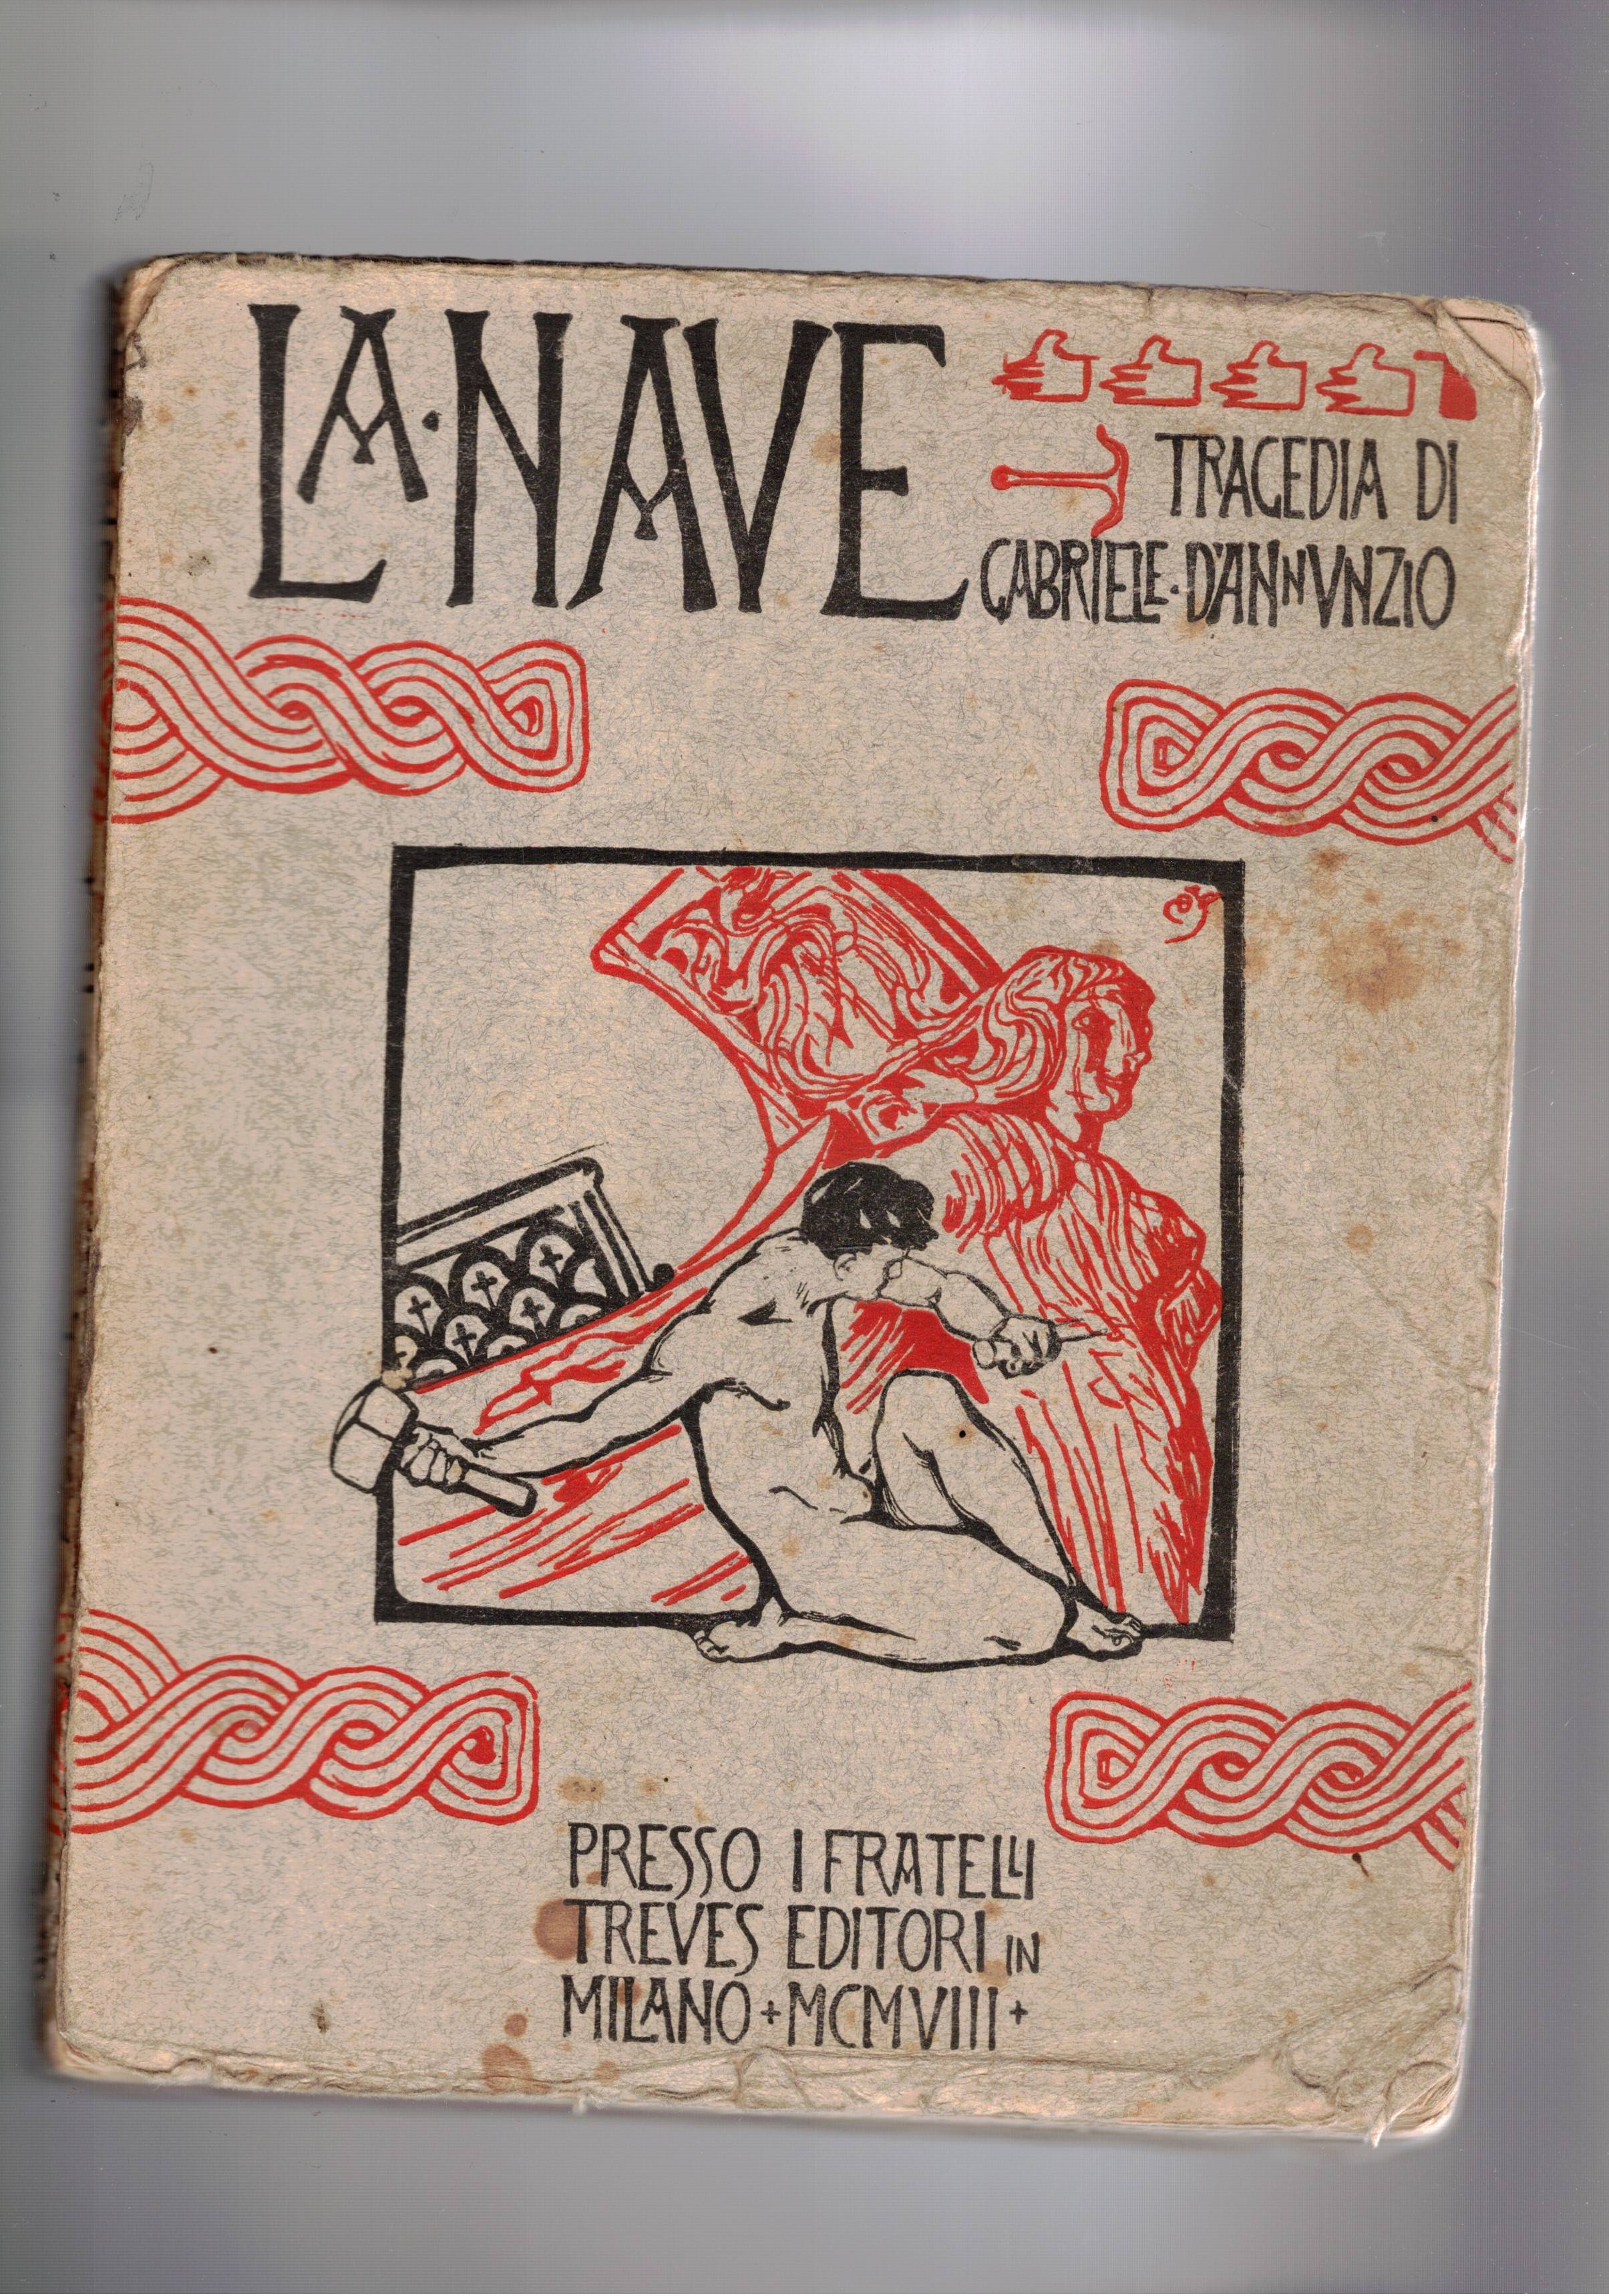 LA·NAVE
TRAGEDIA DI
GABRIELE·D'ANNVNZIO
PRESSO I FRATELLI
TREVES EDITORI IN
MILANO+MCMVIII+